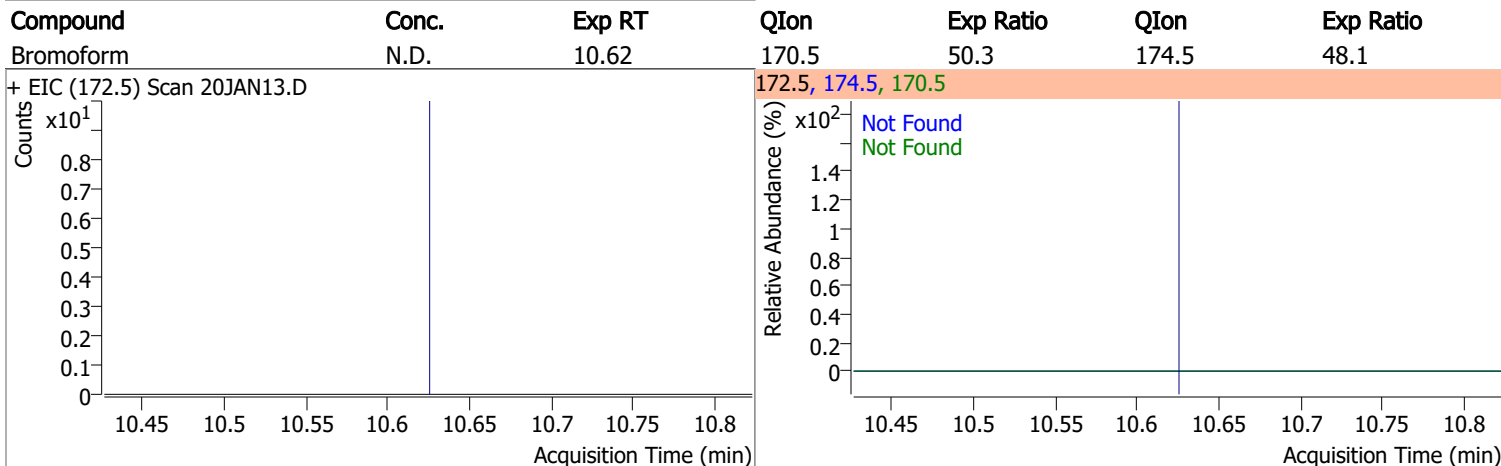 Compound Conc. Exp RT QIon Exp Ratio QIon Exp Ratio
Bromoform N.D. 10.62 170.5 50.3 174.5 48.1
+ EIC (172.5) Scan 20JAN13.D
Counts
x10¹
0.8
0.7
0.6
0.5
0.4
0.3
0.2
0.1
0
10.45 10.5 10.55 10.6 10.65 10.7 10.75 10.8
Acquisition Time (min)
172.5, 174.5, 170.5
Relative Abundance (%)
x10²
Not Found
Not Found
1.4
1.2
1
0.8
0.6
0.4
0.2
0
10.45 10.5 10.55 10.6 10.65 10.7 10.75 10.8
Acquisition Time (min)